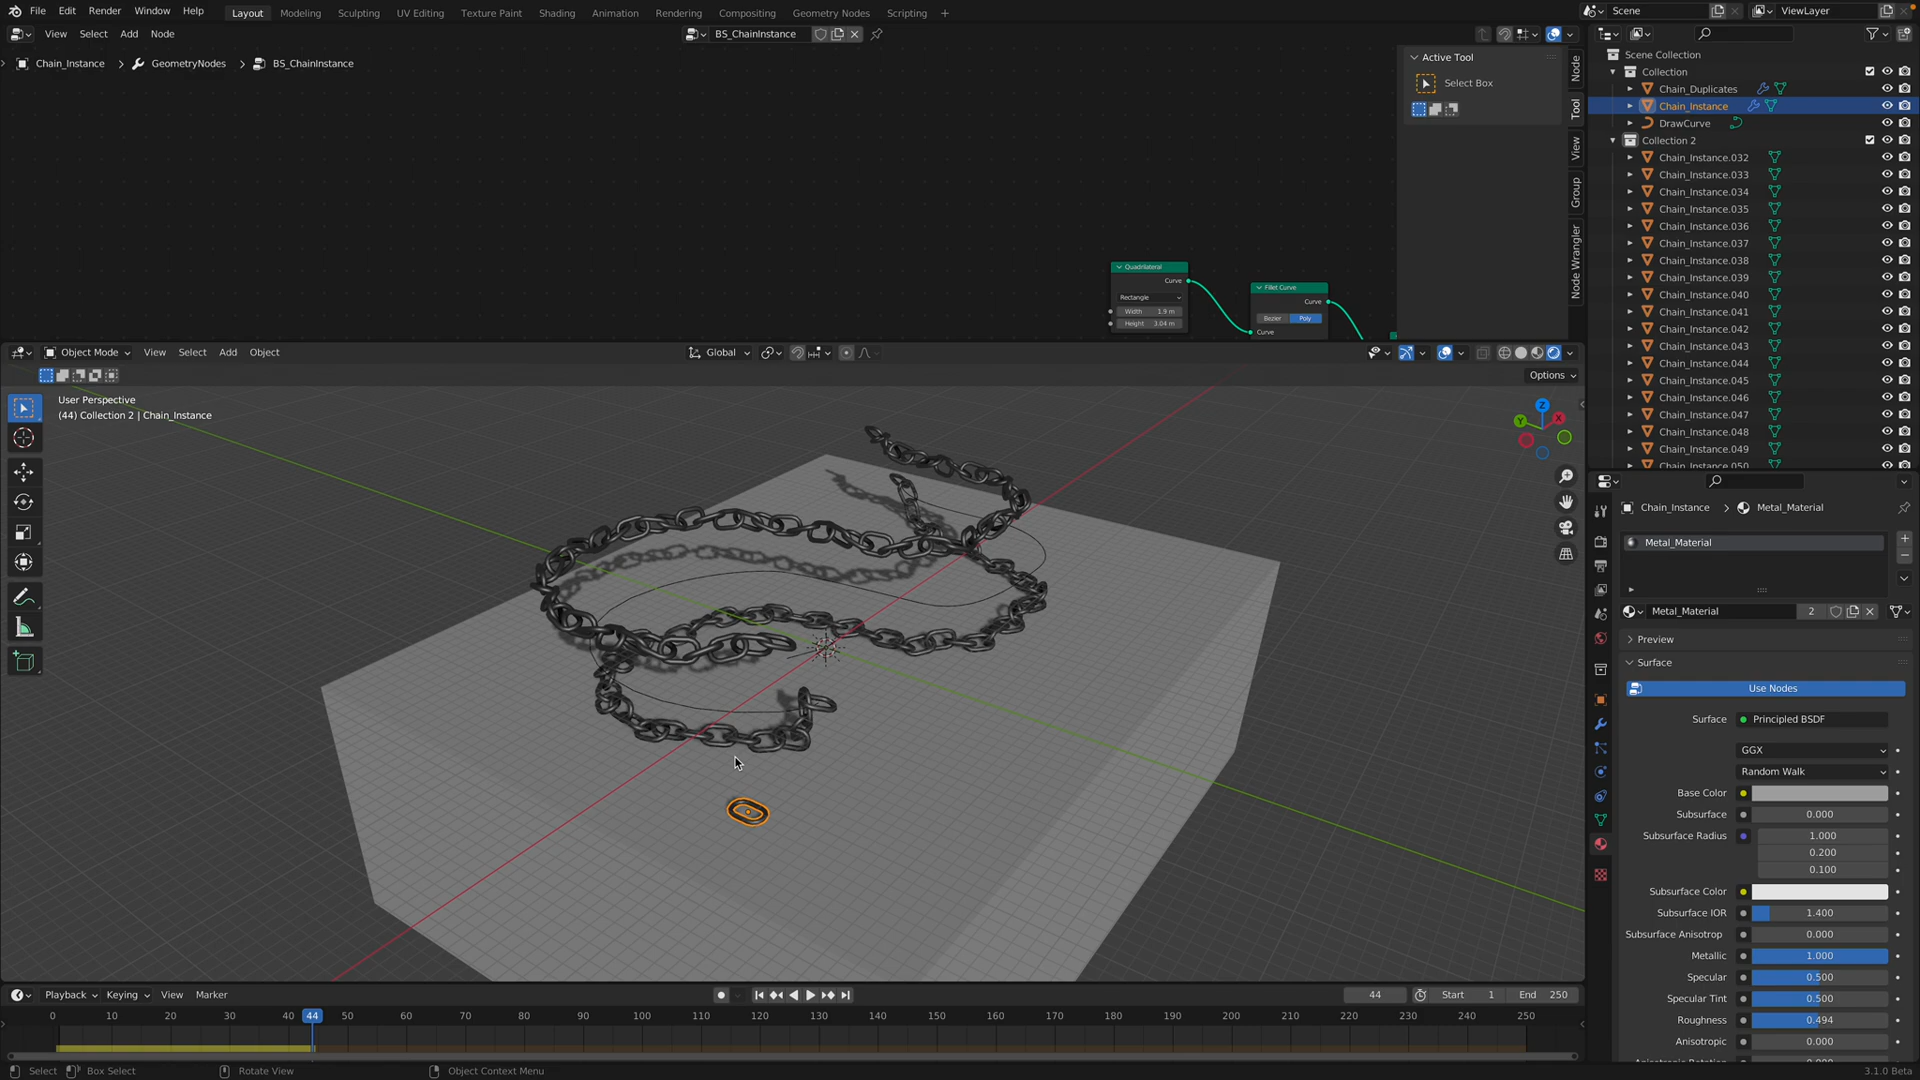 File Edit Render Window Help Layout Modeling Sculpting UV Editing Texture Paint Shading Animation Rendering Compositing Geometry Nodes Scripting + Scene ViewLayer
View Select Add Node BS_ChainInstance
Chain_Instance GeometryNodes BS_ChainInstance
Active Tool
Select Box
Node
Tool
View
Group
Node Wrangler
Quadrilateral
Curve
Rectangle
Width 1.9 m
Height 3.04 m
Fillet Curve
Curve
Bezier Poly
Curve
Scene Collection
Collection
Chain_Duplicates
Chain_Instance
DrawCurve
Collection 2
Chain_Instance.032
Chain_Instance.033
Chain_Instance.034
Chain_Instance.035
Chain_Instance.036
Chain_Instance.037
Chain_Instance.038
Chain_Instance.039
Chain_Instance.040
Chain_Instance.041
Chain_Instance.042
Chain_Instance.043
Chain_Instance.044
Chain_Instance.045
Chain_Instance.046
Chain_Instance.047
Chain_Instance.048
Chain_Instance.049
Chain_Instance.050
Object Mode View Select Add Object Global
Options
User Perspective
(44) Collection 2 | Chain_Instance
Z
X
Y
Chain_Instance Metal_Material
Metal_Material
Metal_Material 2
Preview
Surface
Use Nodes
Surface Principled BSDF
GGX
Random Walk
Base Color
Subsurface 0.000
Subsurface Radius 1.000
0.200
0.100
Subsurface Color
Subsurface IOR 1.400
Subsurface Anisotrop 0.000
Metallic 1.000
Specular 0.500
Specular Tint 0.500
Roughness 0.494
Anisotropic 0.000
Playback Keying View Marker 44 Start 1 End 250
0 10 20 30 40 44 50 60 70 80 90 100 110 120 130 140 150 160 170 180 190 200 210 220 230 240 250
Select Box Select Rotate View Object Context Menu 3.1.0 Beta